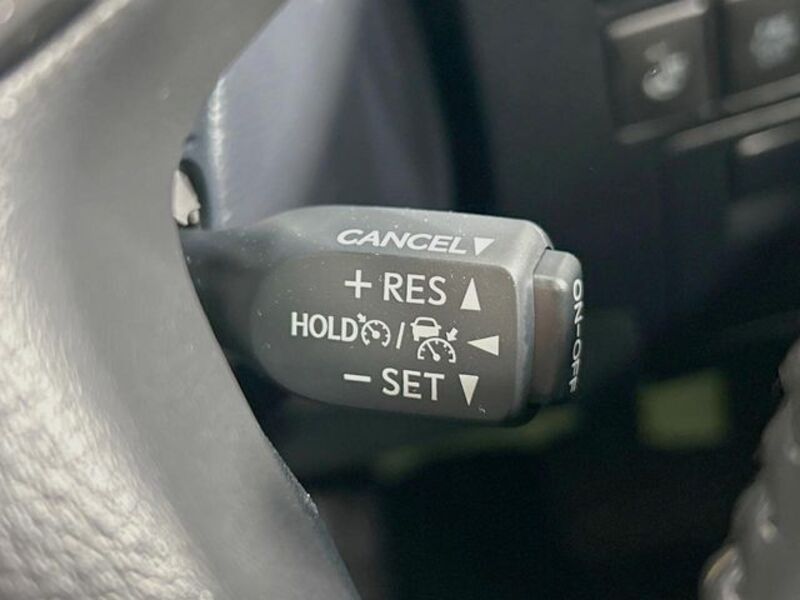 CANCEL▼
+ RES ▲
HOLD / ◀
− SET ▼
ON-OFF